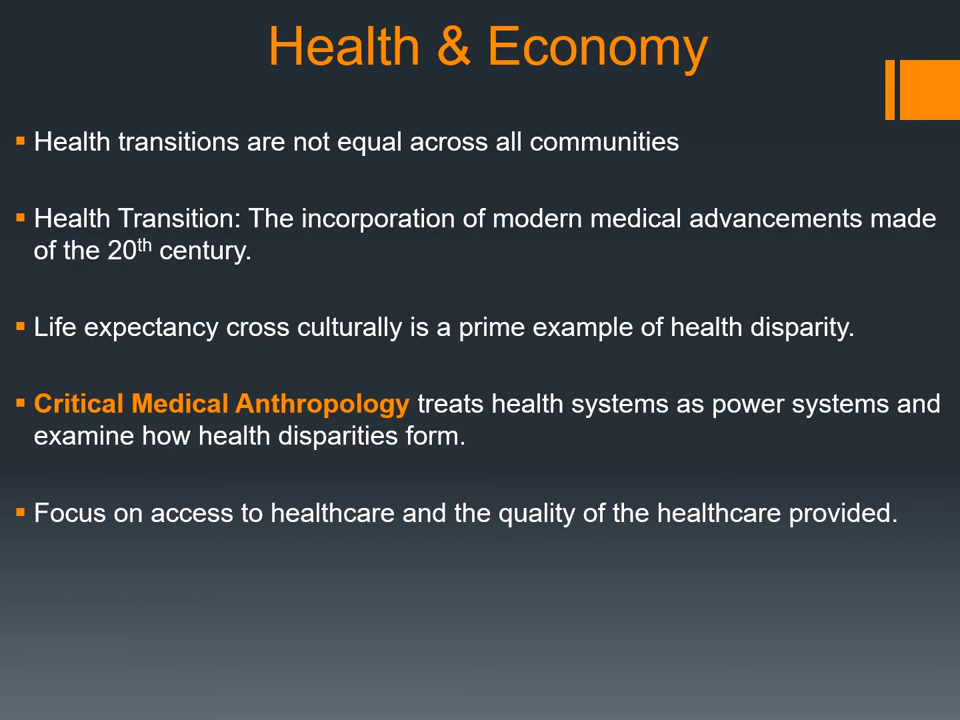 Health & Economy
▪ Health transitions are not equal across all communities
▪ Health Transition: The incorporation of modern medical advancements made
of the 20th century.
▪ Life expectancy cross culturally is a prime example of health disparity.
▪ Critical Medical Anthropology treats health systems as power systems and
examine how health disparities form.
▪ Focus on access to healthcare and the quality of the healthcare provided.